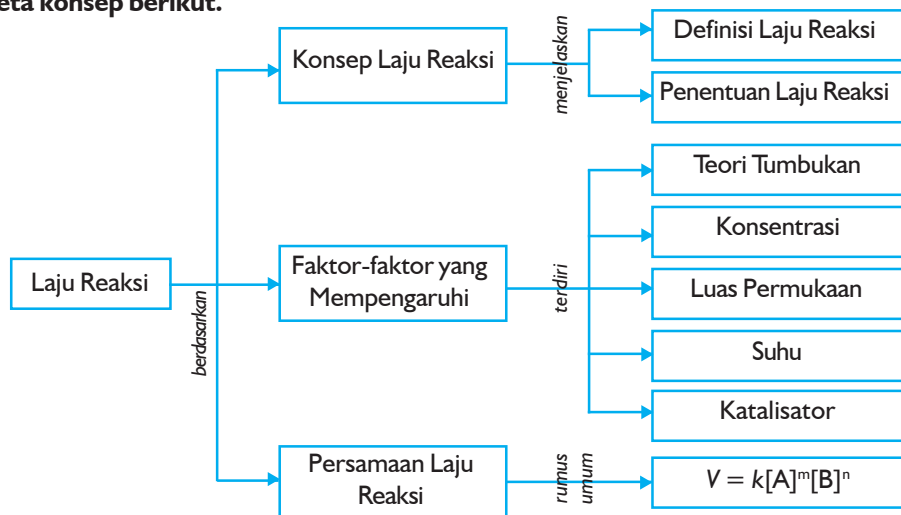 eta konsep berikut.
Laju Reaksi
berdasarkan
Konsep Laju Reaksi
menjelaskan
Definisi Laju Reaksi
Penentuan Laju Reaksi
Faktor-faktor yang
Mempengaruhi
terdiri
Teori Tumbukan
Konsentrasi
Luas Permukaan
Suhu
Katalisator
Persamaan Laju
Reaksi
rumus
umum
V = k[A]ᵐ[B]ⁿ